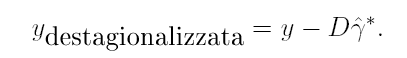 y_destagionalizzata = y − Dγ̂*.